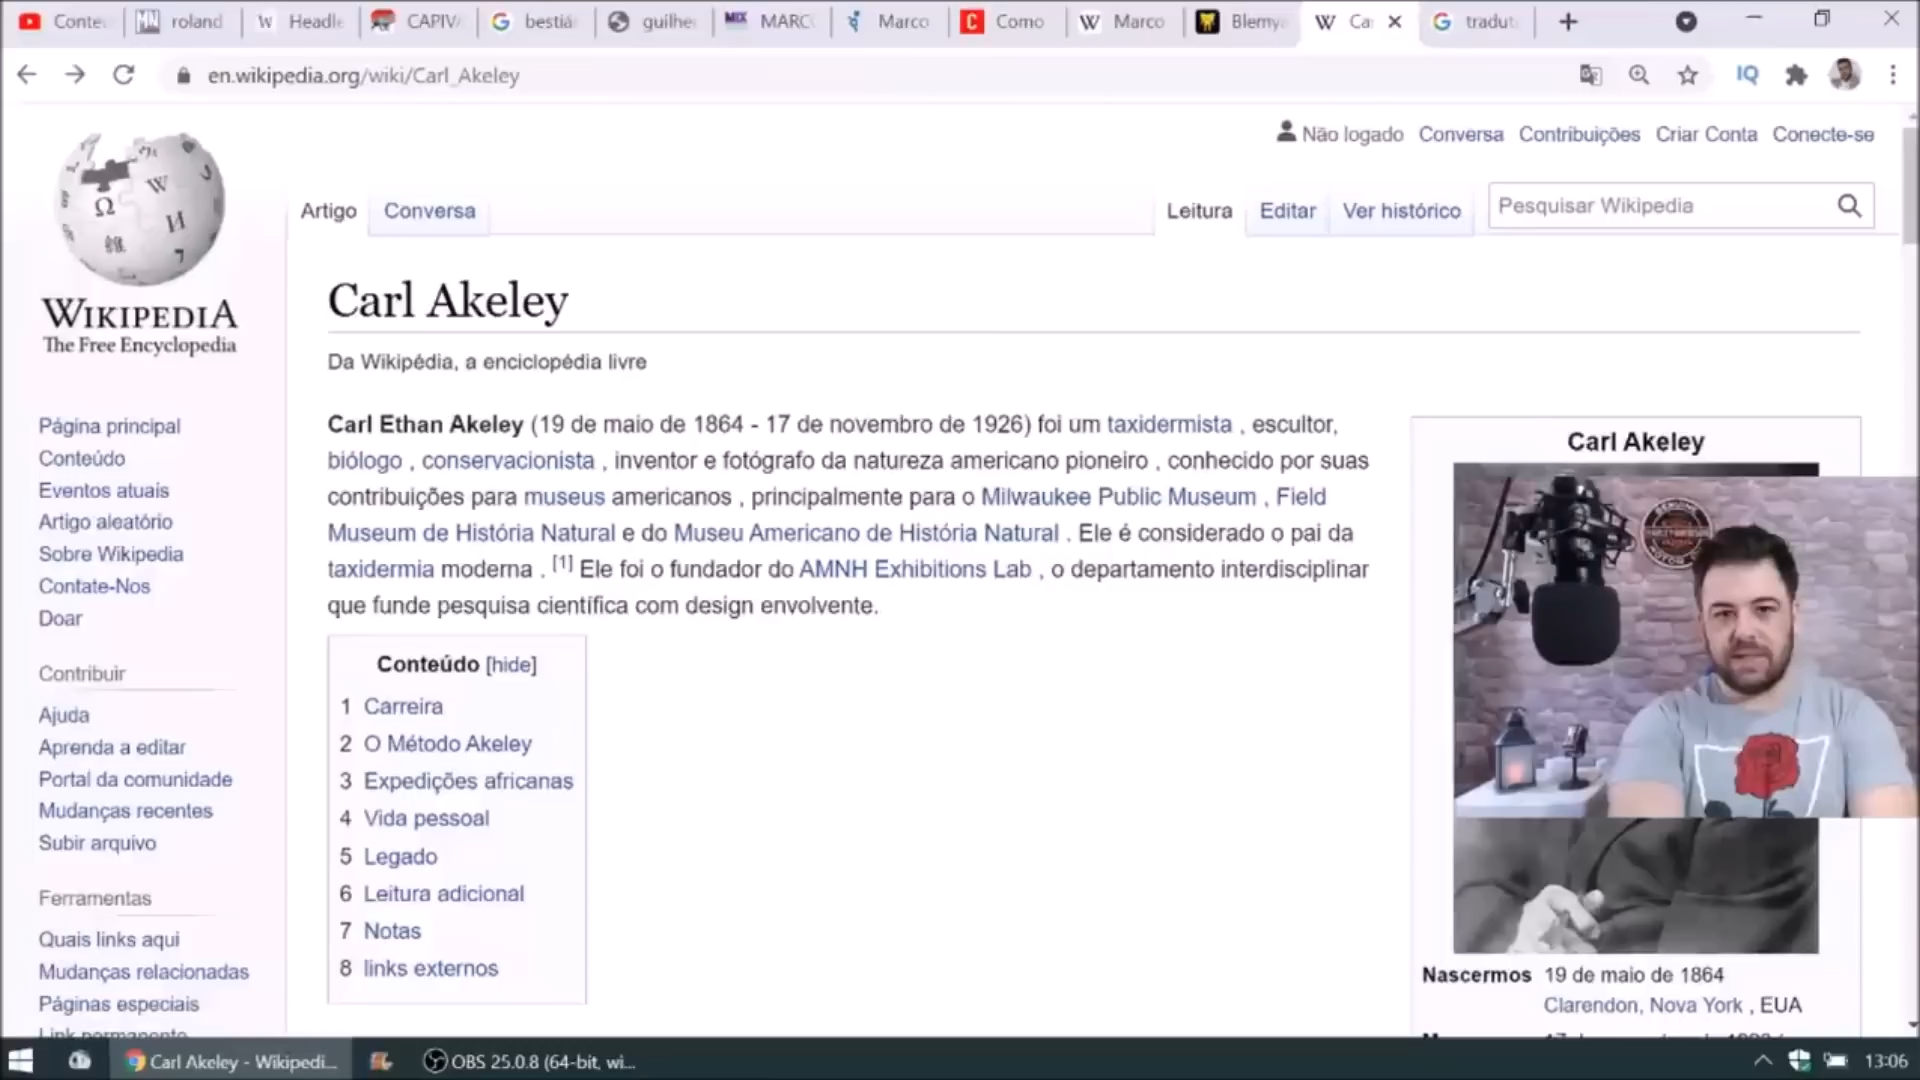 Conte
roland
Headle
CAPIV
bestiá
guilhe
MIX
MARC
Marco
Como
Marco
Blemya
Ca
tradut
en.wikipedia.org/wiki/Carl_Akeley
IQ
Não logado Conversa Contribuições Criar Conta Conecte-se
Artigo Conversa
Leitura Editar Ver histórico
Pesquisar Wikipedia
WIKIPEDIA
The Free Encyclopedia
Página principal
Conteúdo
Eventos atuais
Artigo aleatório
Sobre Wikipedia
Contate-Nos
Doar
Contribuir
Ajuda
Aprenda a editar
Portal da comunidade
Mudanças recentes
Subir arquivo
Ferramentas
Quais links aqui
Mudanças relacionadas
Páginas especiais
Link permanente
Carl Akeley
Da Wikipédia, a enciclopédia livre
Carl Ethan Akeley (19 de maio de 1864 - 17 de novembro de 1926) foi um taxidermista , escultor,
biólogo , conservacionista , inventor e fotógrafo da natureza americano pioneiro , conhecido por suas
contribuições para museus americanos , principalmente para o Milwaukee Public Museum , Field
Museum de História Natural e do Museu Americano de História Natural . Ele é considerado o pai da
taxidermia moderna . [1] Ele foi o fundador do AMNH Exhibitions Lab , o departamento interdisciplinar
que funde pesquisa científica com design envolvente.
Conteúdo [hide]
1 Carreira
2 O Método Akeley
3 Expedições africanas
4 Vida pessoal
5 Legado
6 Leitura adicional
7 Notas
8 links externos
Carl Akeley
Nascermos 19 de maio de 1864
Clarendon, Nova York , EUA
Carl Akeley - Wikipedi...
OBS 25.0.8 (64-bit, wi...
13:06